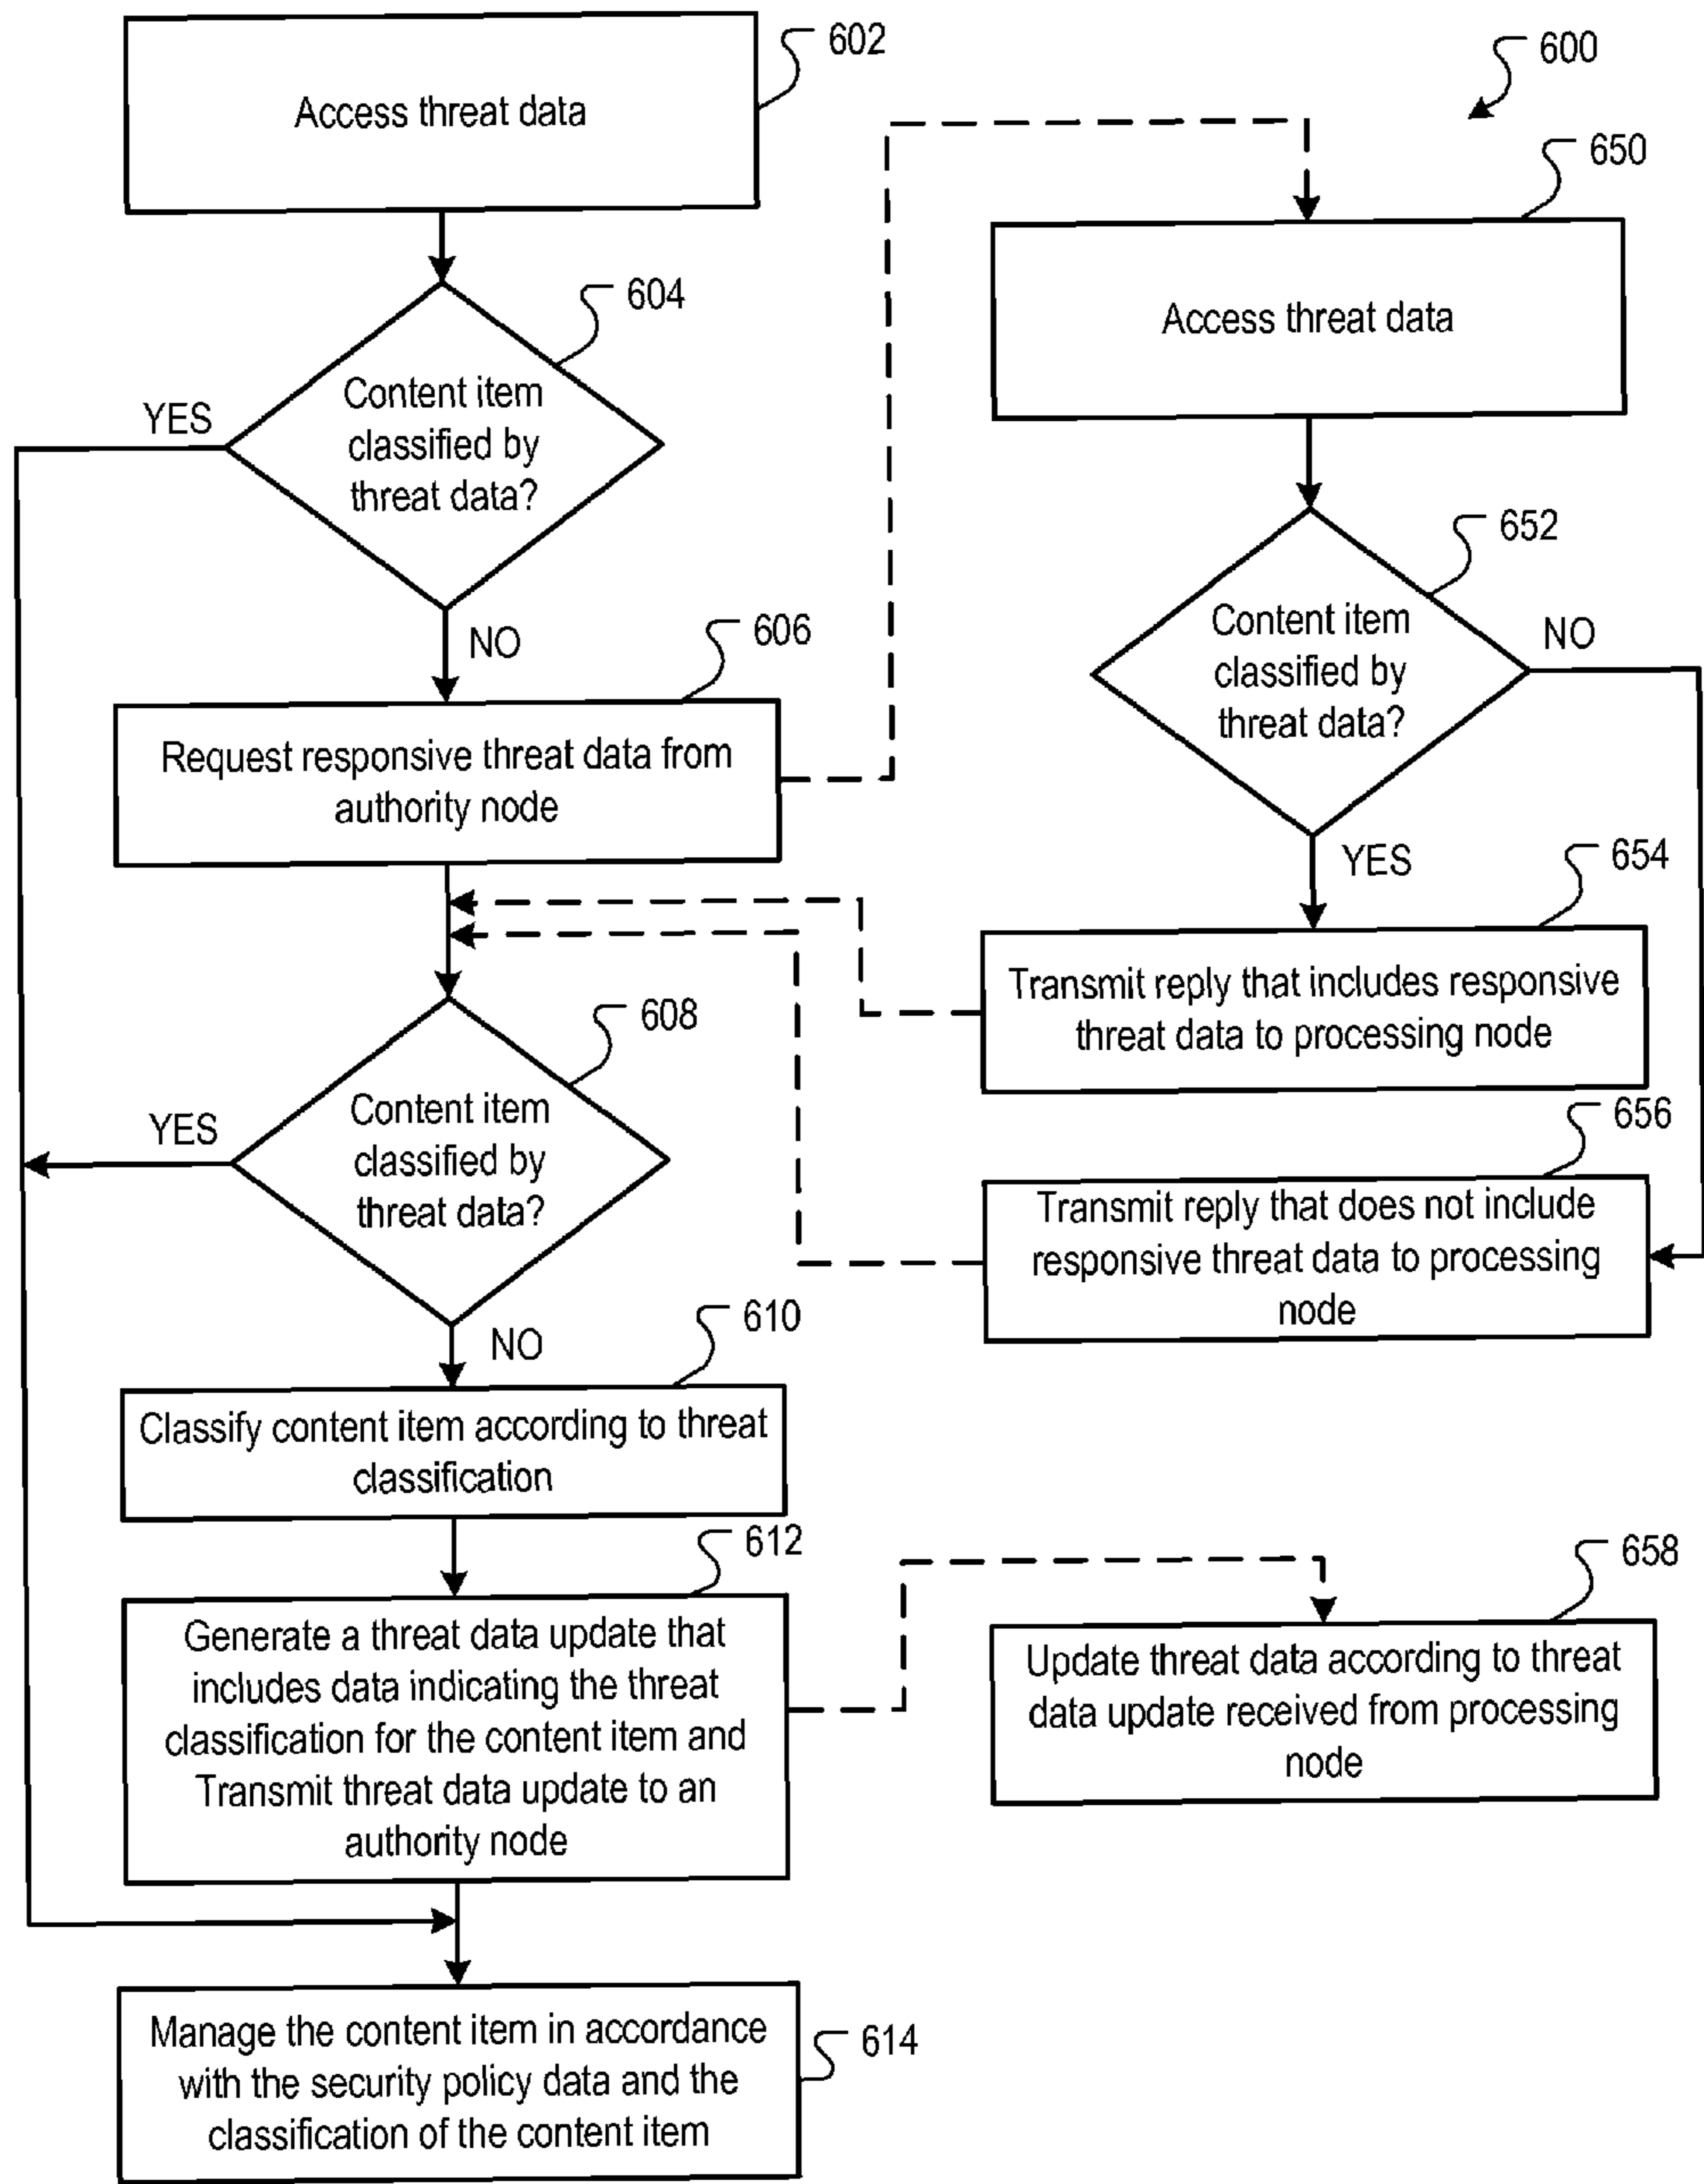 602
600
Access threat data
650
604
Access threat data
Content item
classified by
threat data?
YES
652
NO
606
Content item
classified by
threat data?
NO
Request responsive threat data from
authority node
YES
654
Transmit reply that includes responsive
threat data to processing node
608
Content item
classified by
threat data?
YES
656
Transmit reply that does not include
responsive threat data to processing
node
NO
610
Classify content item according to threat
classification
612
658
Generate a threat data update that
includes data indicating the threat
classification for the content item and
Transmit threat data update to an
authority node
Update threat data according to threat
data update received from processing
node
Manage the content item in accordance
with the security policy data and the
classification of the content item
614